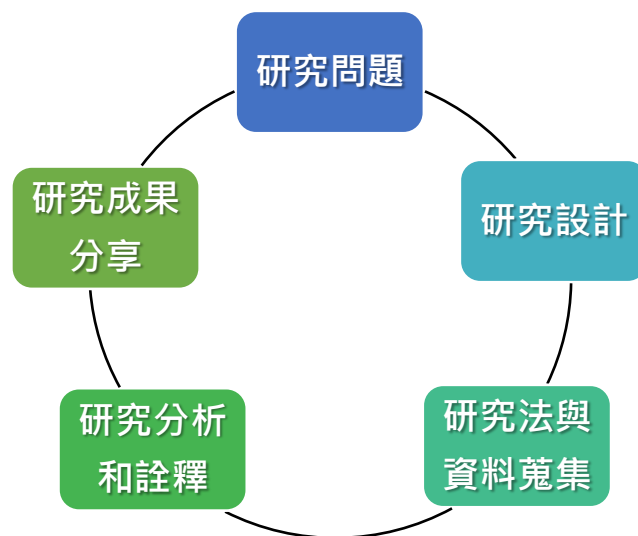 研究問題
研究設計
研究法與
資料蒐集
研究分析
和詮釋
研究成果
分享